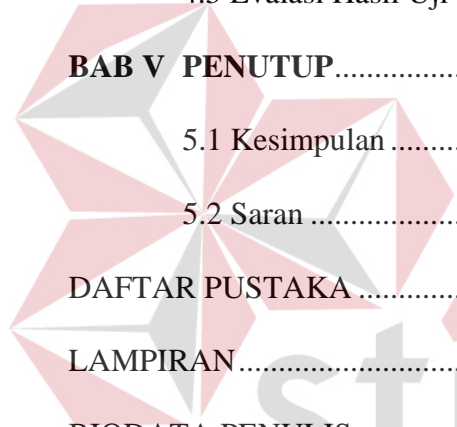 BAB V PENUTUP..................
5.1 Kesimpulan .........
5.2 Saran ..................
DAFTAR PUSTAKA .............
LAMPIRAN..........................